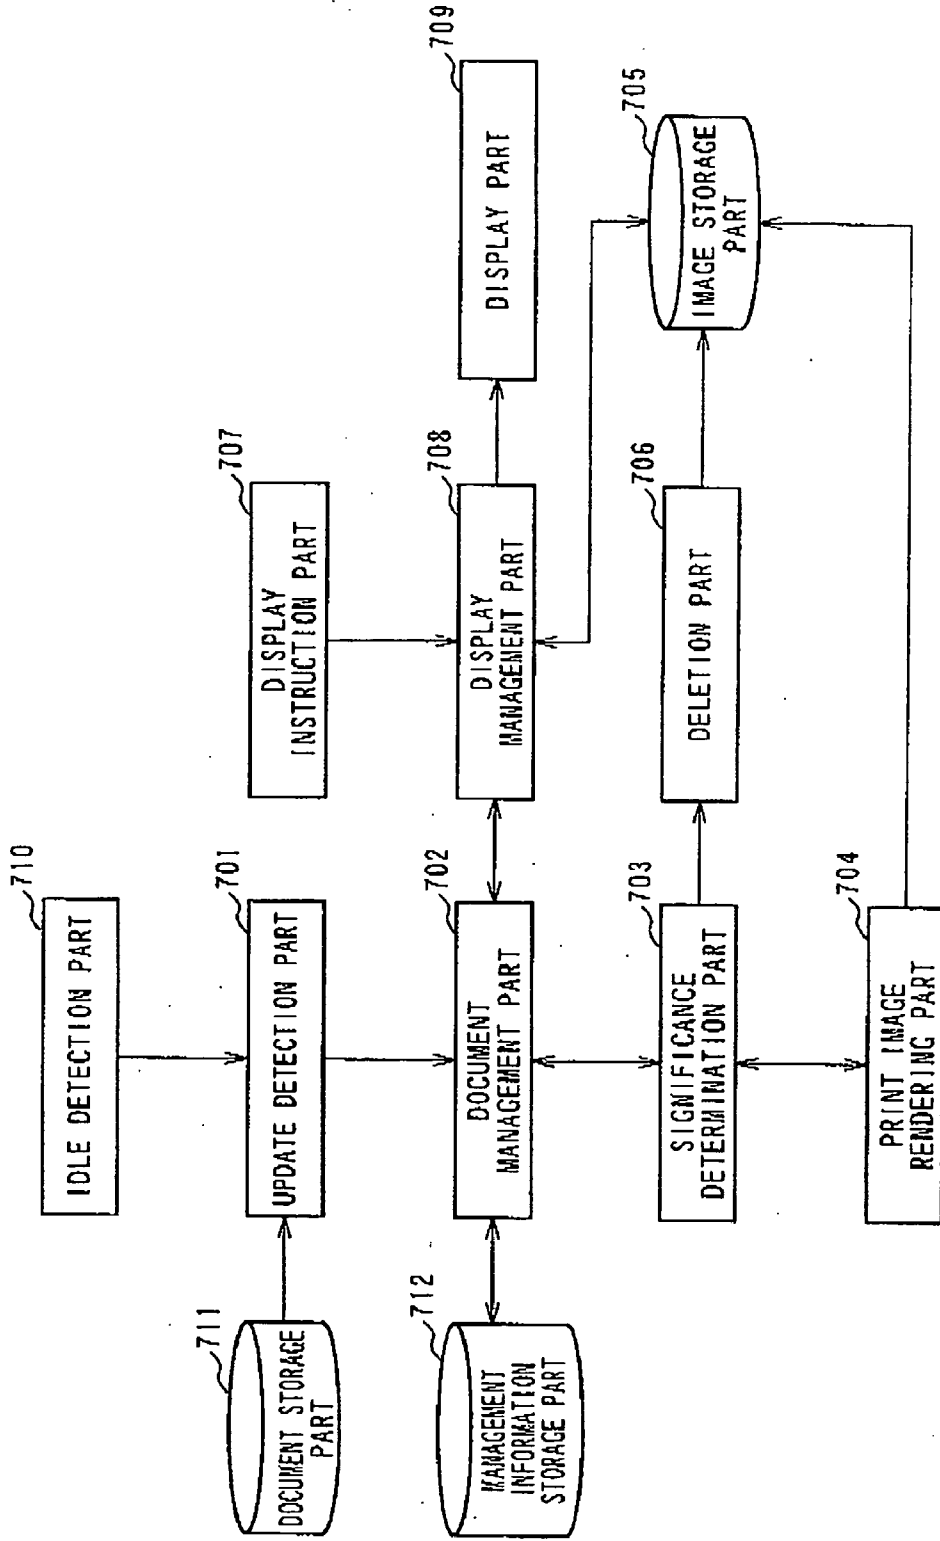 710
IDLE DETECTION PART
711
DOCUMENT STORAGE
PART
701
UPDATE DETECTION PART
707
DISPLAY
INSTRUCTION PART
712
MANAGEMENT
INFORMATION
STORAGE PART
702
DOCUMENT
MANAGEMENT PART
708
DISPLAY
MANAGEMENT PART
709
DISPLAY PART
703
SIGNIFICANCE
DETERMINATION PART
706
DELETION PART
705
IMAGE STORAGE
PART
704
PRINT IMAGE
RENDERING PART